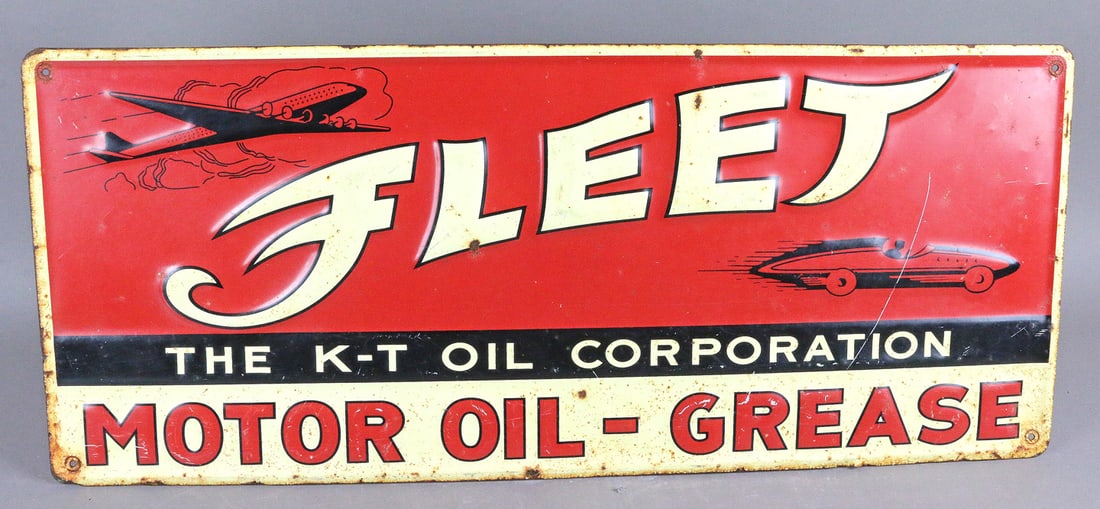 FLEET
THE K-T OIL CORPORATION
MOTOR OIL - GREASE